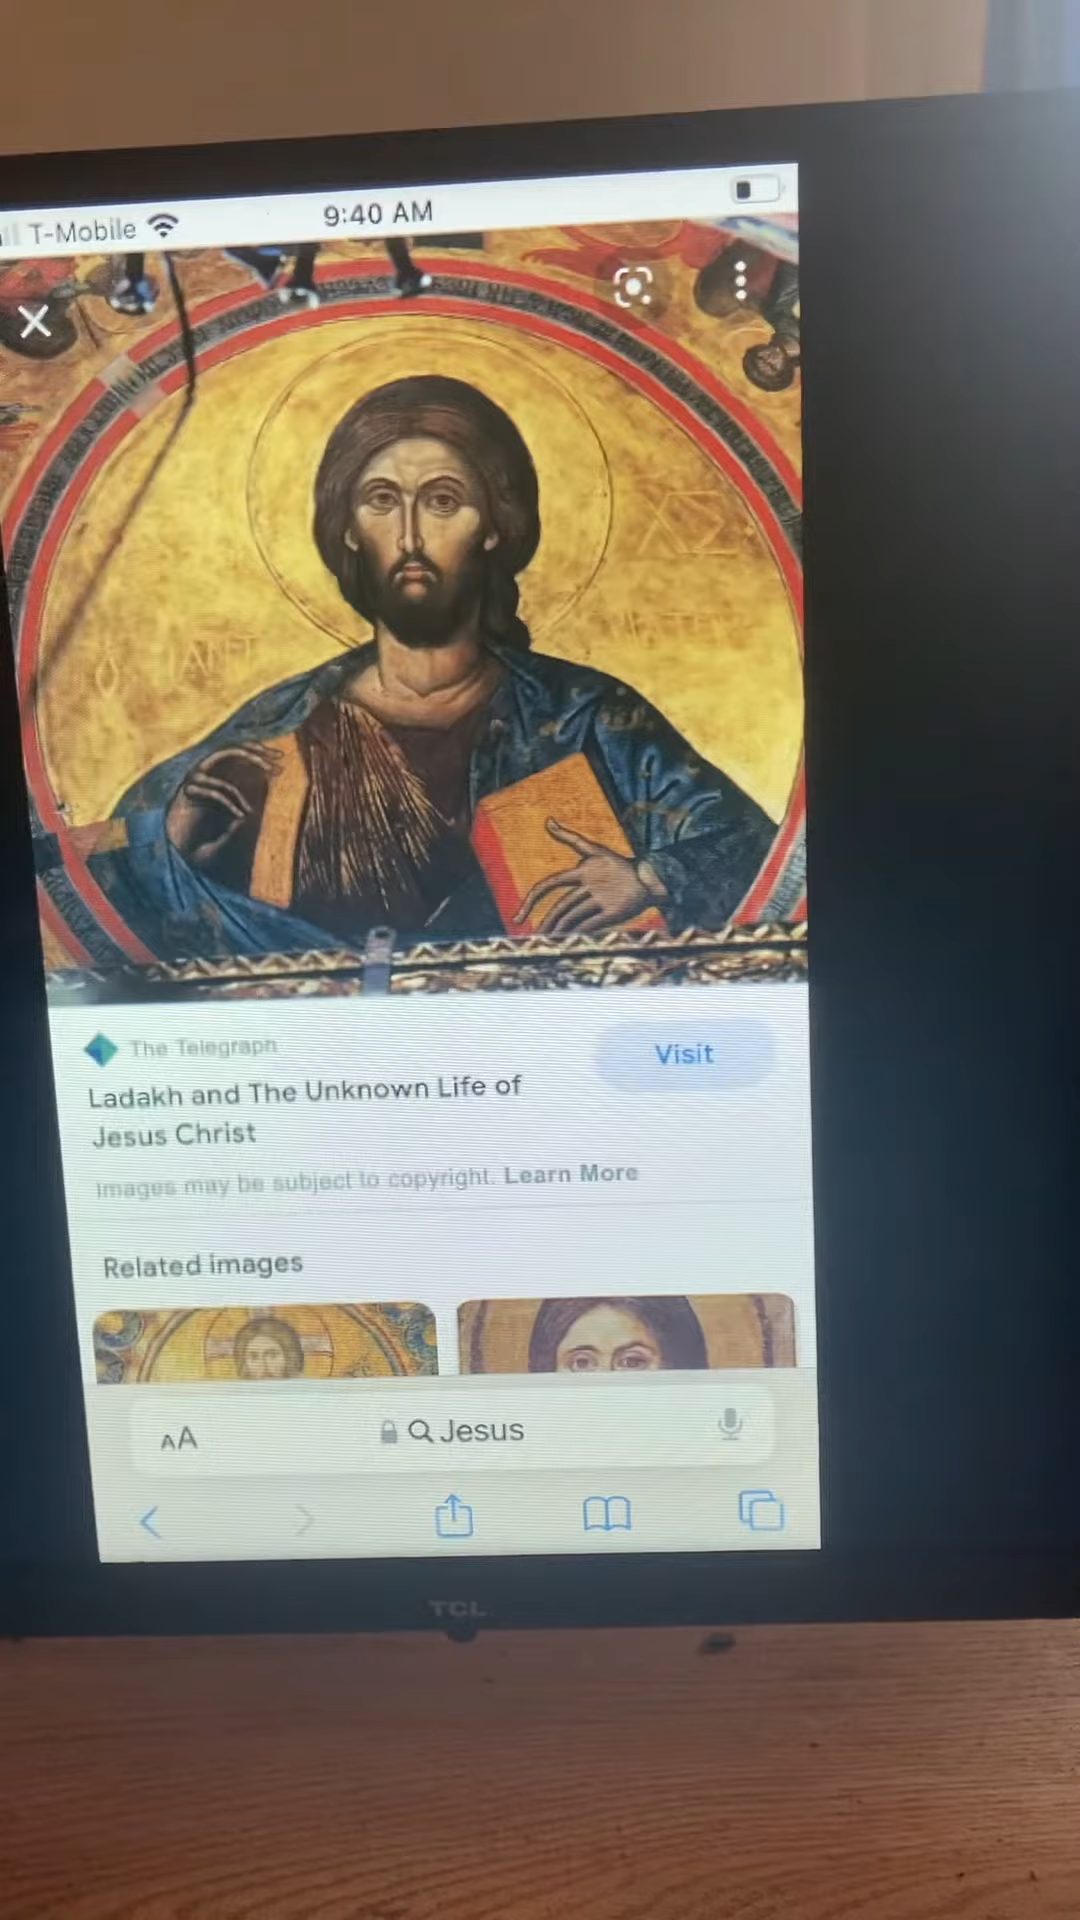 T-Mobile 9:40 AM
The Telegraph
Visit
Ladakh and The Unknown Life of
Jesus Christ
Images may be subject to copyright. Learn More
Related images
AA Jesus
TCL